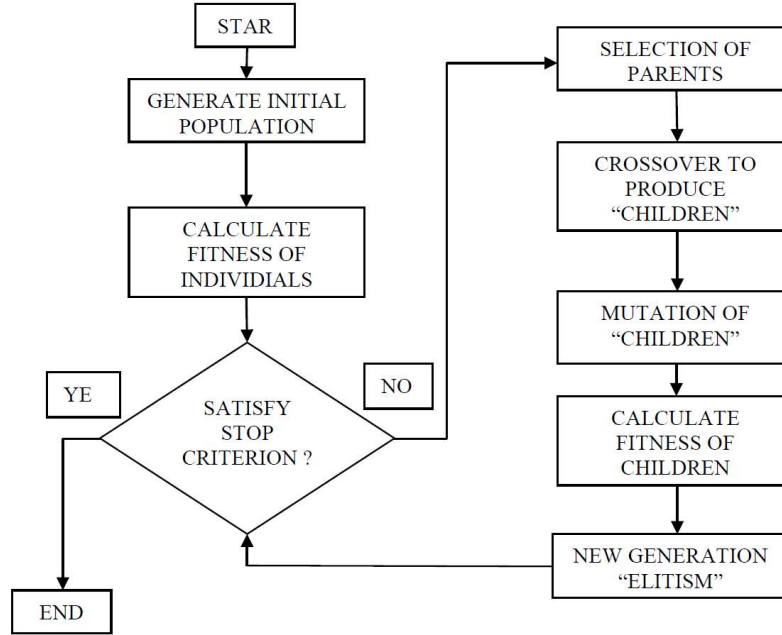 STAR
GENERATE INITIAL
POPULATION
CALCULATE
FITNESS OF
INDIVIDIALS
YE
NO
SATISFY
STOP
CRITERION ?
END
SELECTION OF
PARENTS
CROSSOVER TO
PRODUCE
“CHILDREN”
MUTATION OF
“CHILDREN”
CALCULATE
FITNESS OF
CHILDREN
NEW GENERATION
“ELITISM”